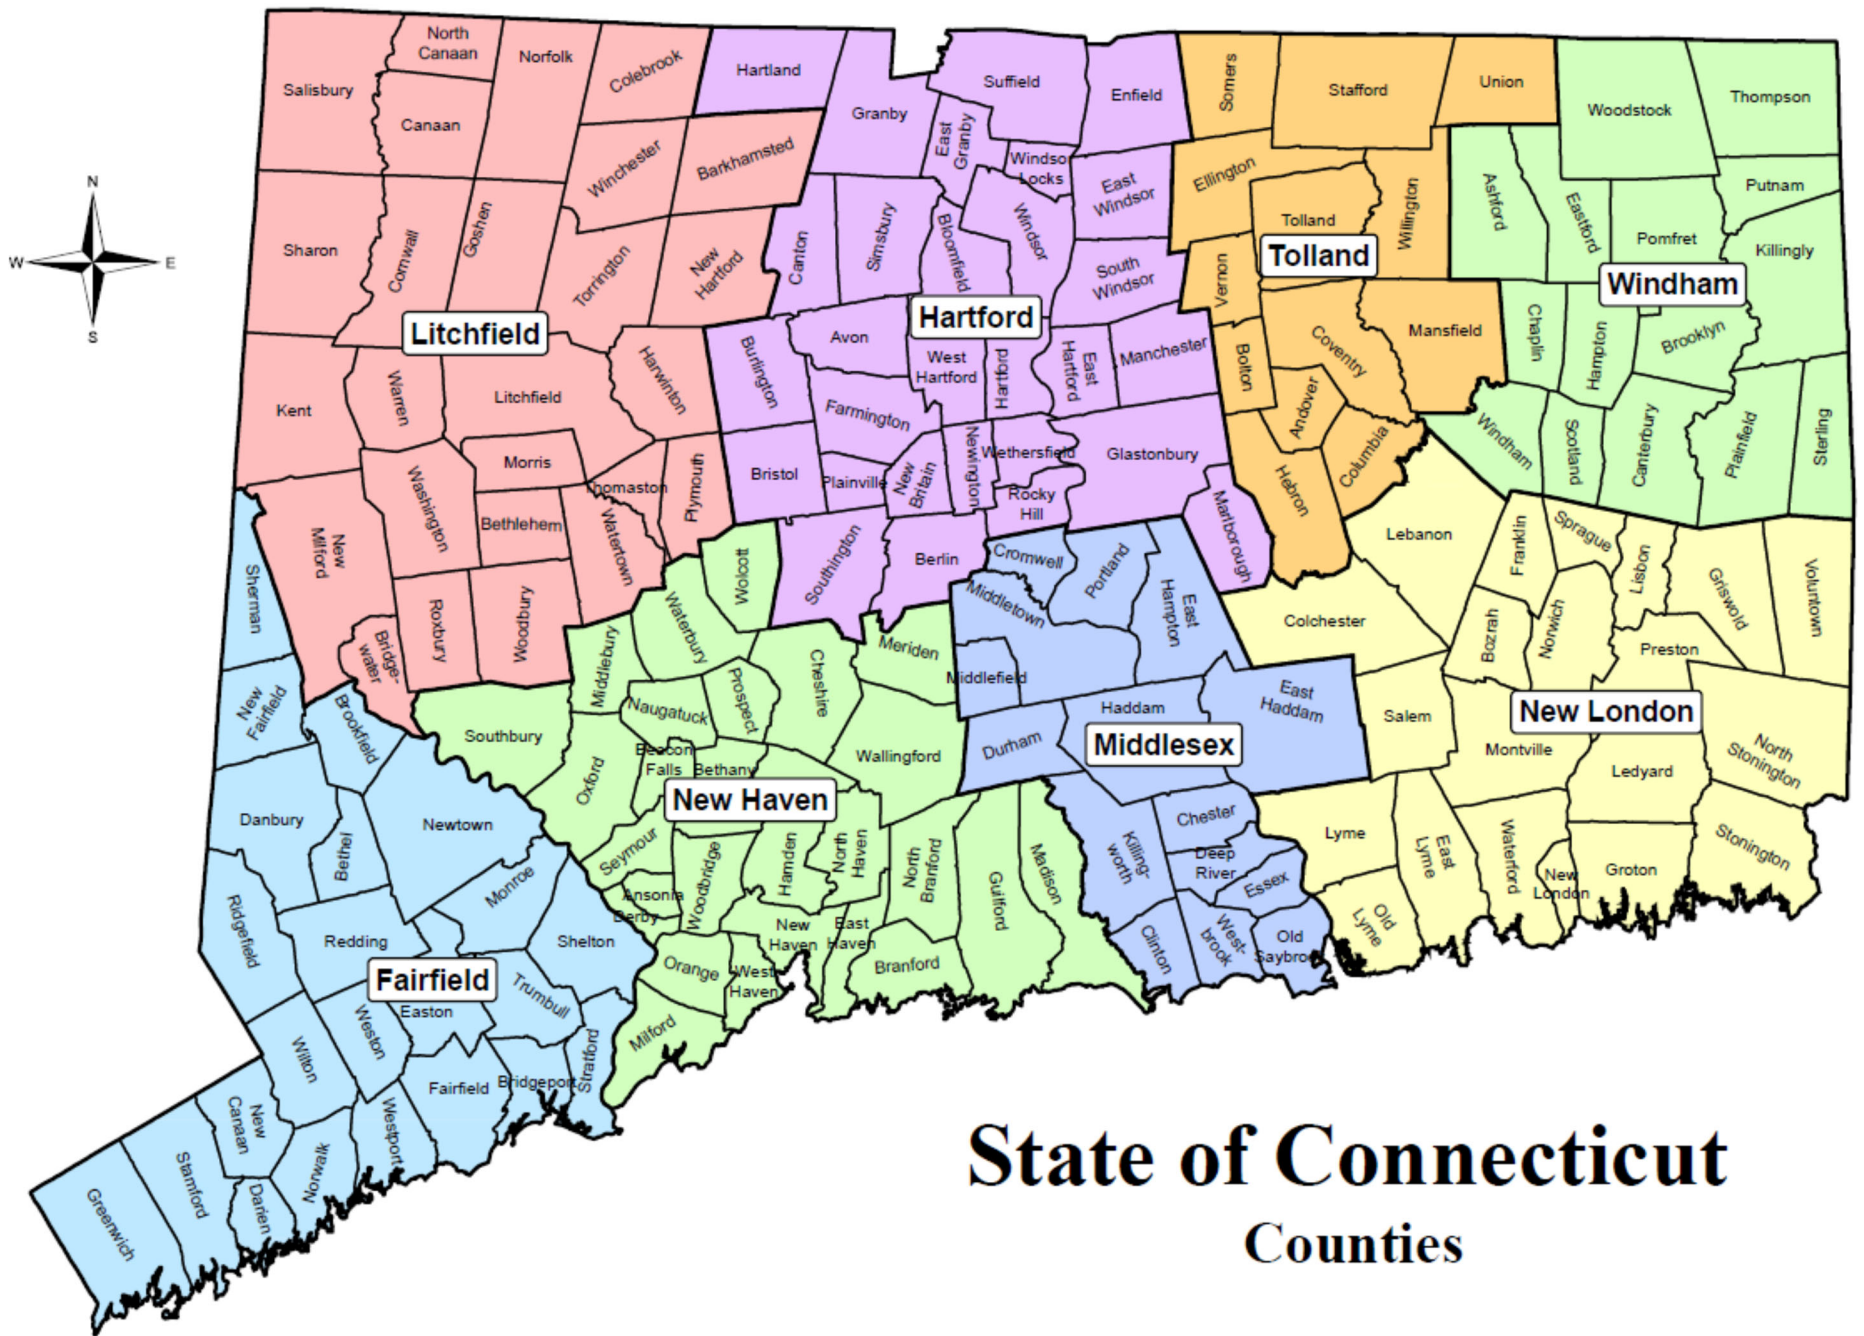 North
Canaan
Norfolk
Colebrook
Salisbury
Canaan
Winchester
Barkhamsted
Sharon
Cornwall
Goshen
Torrington
New
Hartford
Litchfield
Kent
Warren
Litchfield
Harwinton
Morris
Washington
Bethlehem
Thomaston
Plymouth
Watertown
New
Milford
Roxbury
Woodbury
Bridge-
water
Hartland
Granby
Suffield
Enfield
East
Granby
Windsor
Locks
East
Windsor
Canton
Simsbury
Bloomfield
Windsor
South
Windsor
Hartford
Burlington
Avon
West
Hartford
Hartford
East
Hartford
Manchester
Farmington
Bristol
Plainville
New
Britain
Newington
Wethersfield
Rocky
Hill
Glastonbury
Marlborough
Southington
Berlin
Somers
Stafford
Union
Ellington
Tolland
Willington
Tolland
Vernon
Bolton
Coventry
Mansfield
Andover
Columbia
Hebron
Woodstock
Thompson
Putnam
Ashford
Eastford
Pomfret
Killingly
Windham
Chaplin
Hampton
Brooklyn
Windham
Scotland
Canterbury
Plainfield
Sterling
N
W
E
S
Sherman
New
Fairfield
Brookfield
Danbury
Bethel
Newtown
Ridgefield
Redding
Monroe
Shelton
Fairfield
Easton
Trumbull
Weston
Wilton
Stratford
Fairfield
Bridgeport
New
Canaan
Westport
Norwalk
Stamford
Darien
Greenwich
Wolcott
Waterbury
Middlebury
Meriden
Cheshire
Prospect
Naugatuck
Southbury
Oxford
Beacon
Falls
Bethany
Wallingford
New Haven
Seymour
Ansonia
Derby
Woodbridge
Hamden
North
Haven
North
Branford
Guilford
Madison
New
Haven
East
Haven
Branford
Orange
West
Haven
Milford
Cromwell
Portland
East
Hampton
Middletown
Middlefield
Haddam
East
Haddam
Durham
Middlesex
Killing-
worth
Chester
Deep
River
Essex
Clinton
West-
brook
Old
Saybrook
Lebanon
Franklin
Sprague
Lisbon
Griswold
Voluntown
Colchester
Bozrah
Norwich
Preston
New London
Salem
Montville
Ledyard
North
Stonington
Lyme
East
Lyme
Waterford
New
London
Groton
Stonington
Old
Lyme
State of Connecticut
Counties